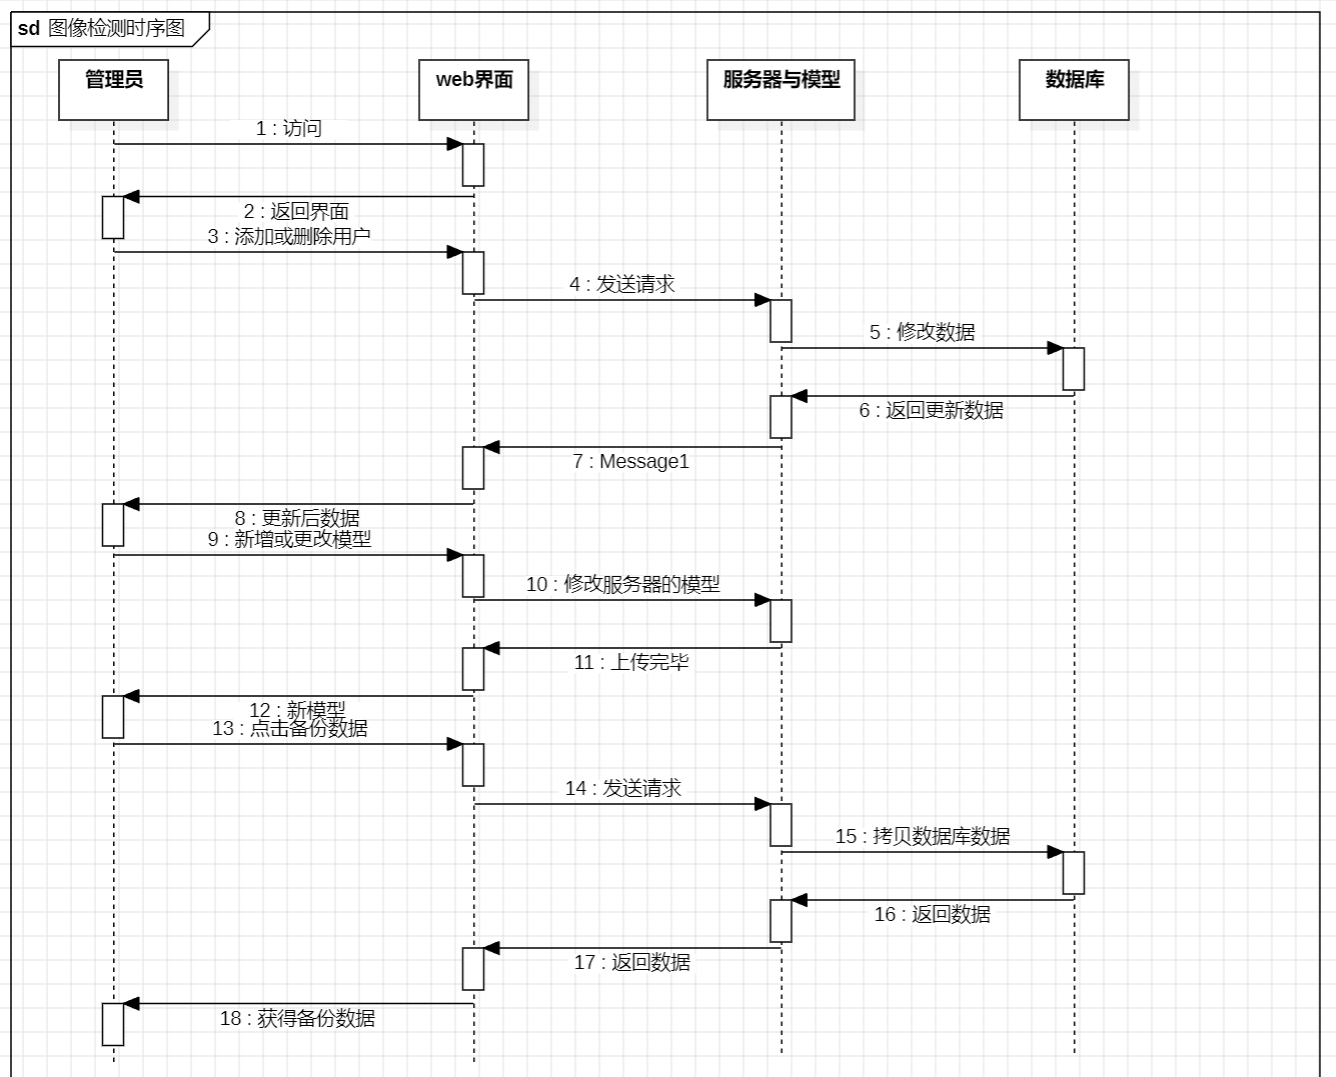 sd 图像检测时序图
管理员
web界面
服务器与模型
数据库
1 : 访问
2 : 返回界面
3 : 添加或删除用户
4 : 发送请求
5 : 修改数据
6 : 返回更新数据
7 : Message1
8 : 更新后数据
9 : 新增或更改模型
10 : 修改服务器的模型
11 : 上传完毕
12 : 新模型
13 : 点击备份数据
14 : 发送请求
15 : 拷贝数据库数据
16 : 返回数据
17 : 返回数据
18 : 获得备份数据